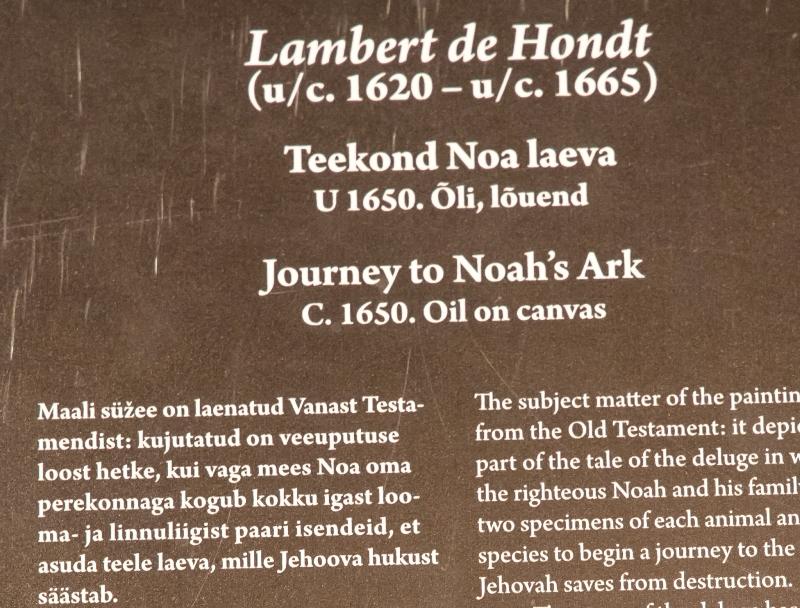 Lambert de Hondt
(u/c. 1620 – u/c. 1665)
Teekond Noa laeva
U 1650. Õli, lõuend
Journey to Noah's Ark
C. 1650. Oil on canvas
Maali süžee on laenatud Vanast Testa-
mendist: kujutatud on veeuputuse
loost hetke, kui vaga mees Noa oma
perekonnaga kogub kokku igast loo-
ma- ja linnuliigist paari isendeid, et
asuda teele laeva, mille Jehoova hukust
säästab.
The subject matter of the
from the Old Testament: it
part of the tale of the deluge in
the righteous Noah and his
two specimens of each animal
species to begin a journey to the
Jehovah saves from destruction.